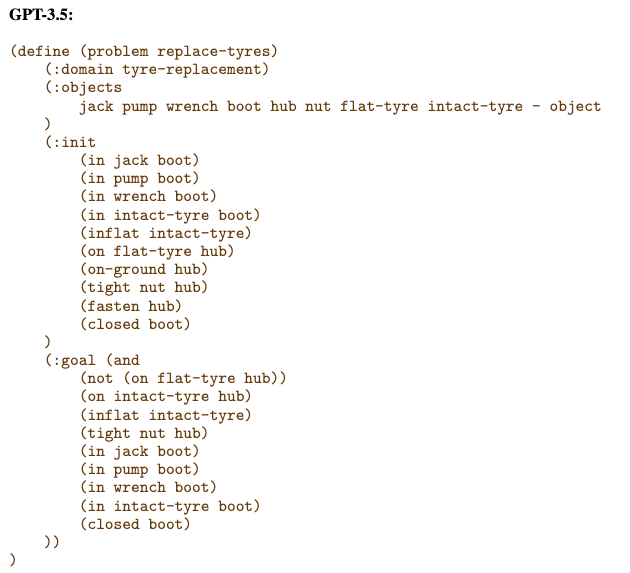 GPT-3.5:
(define (problem replace-tyres)
    (:domain tyre-replacement)
    (:objects
        jack pump wrench boot hub nut flat-tyre intact-tyre - object
    )
    (:init
        (in jack boot)
        (in pump boot)
        (in wrench boot)
        (in intact-tyre boot)
        (inflat intact-tyre)
        (on flat-tyre hub)
        (on-ground hub)
        (tight nut hub)
        (fasten hub)
        (closed boot)
    )
    (:goal (and
        (not (on flat-tyre hub))
        (on intact-tyre hub)
        (inflat intact-tyre)
        (tight nut hub)
        (in jack boot)
        (in pump boot)
        (in wrench boot)
        (in intact-tyre boot)
        (closed boot)
    ))
)